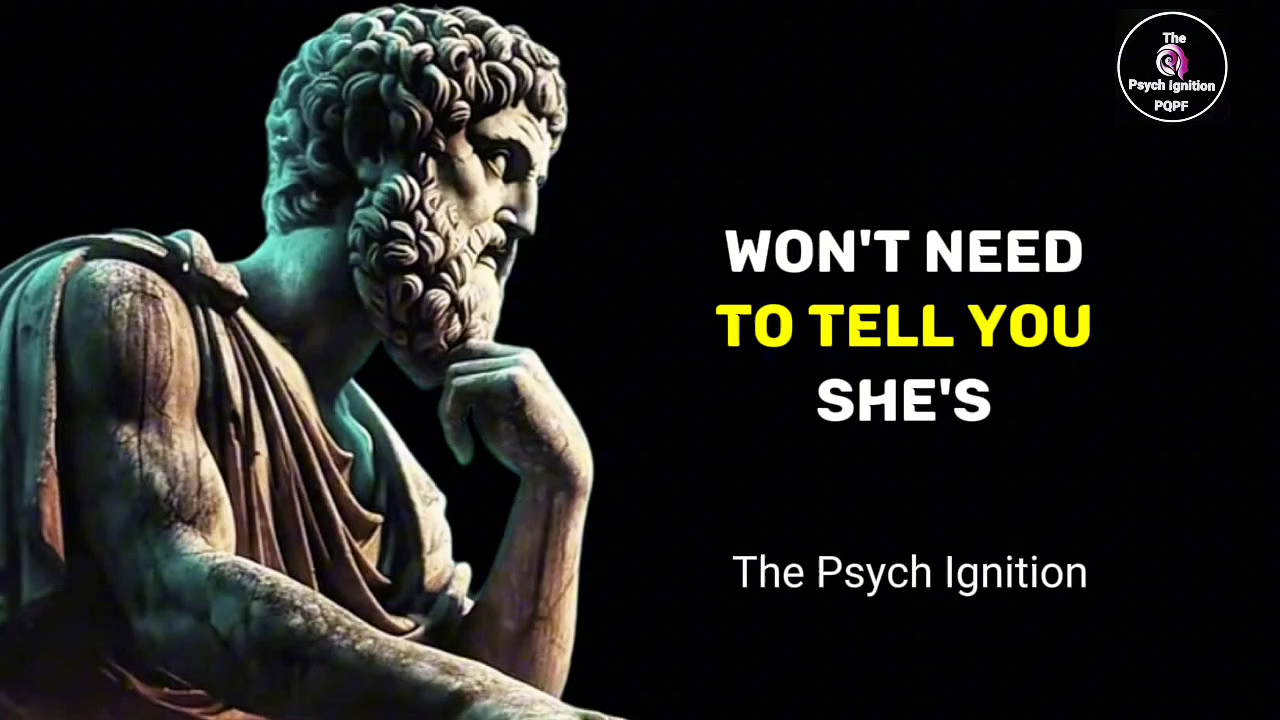 The
Psych Ignition
PQPF
WON'T NEED
TO TELL YOU
SHE'S
The Psych Ignition